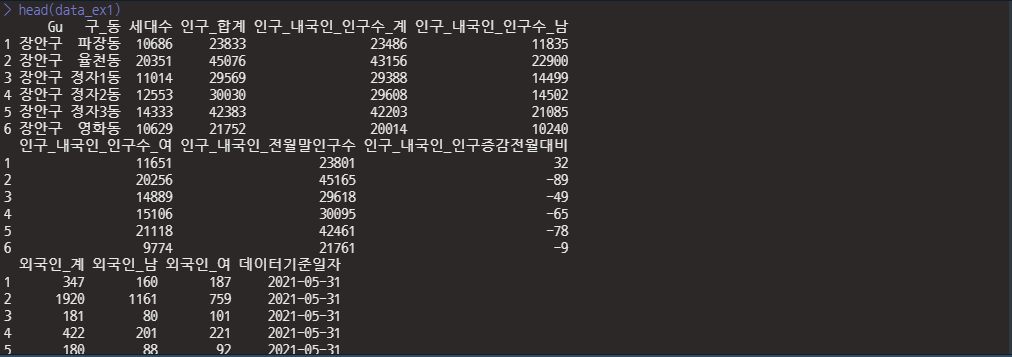 > head(data_ex1)
Gu 구_동 세대수 인구_합계 인구_내국인_인구수_계 인구_내국인_인구수_남
1 장안구 파장동 10686 23833 23486 11835
2 장안구 율천동 20351 45076 43156 22900
3 장안구 정자1동 11014 29569 29388 14499
4 장안구 정자2동 12553 30030 29608 14502
5 장안구 정자3동 14333 42383 42203 21085
6 장안구 영화동 10629 21752 20014 10240
인구_내국인_인구수_여 인구_내국인_전월말인구수 인구_내국인_인구증감전월대비
1 11651 23801 32
2 20256 45165 -89
3 14889 29618 -49
4 15106 30095 -65
5 21118 42461 -78
6 9774 21761 -9
외국인_계 외국인_남 외국인_여 데이터기준일자
1 347 160 187 2021-05-31
2 1920 1161 759 2021-05-31
3 181 80 101 2021-05-31
4 422 201 221 2021-05-31
5 180 88 92 2021-05-31